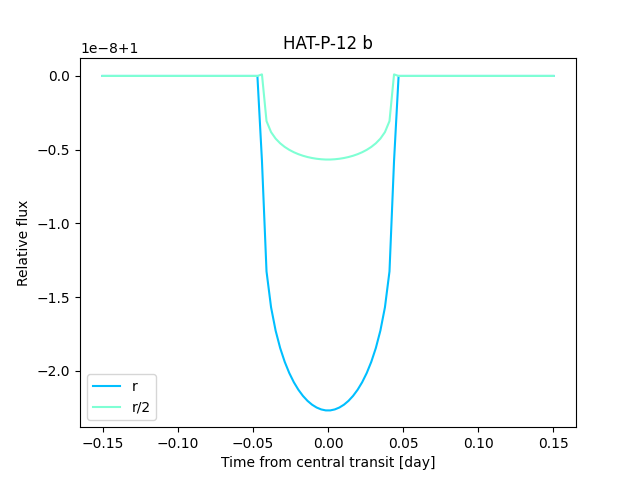 HAT-P-12 b
1e−8+1
0.0
−0.5
−1.0
−1.5
−2.0
Relative flux
r
r/2
−0.15
−0.10
−0.05
0.00
0.05
0.10
0.15
Time from central transit [day]